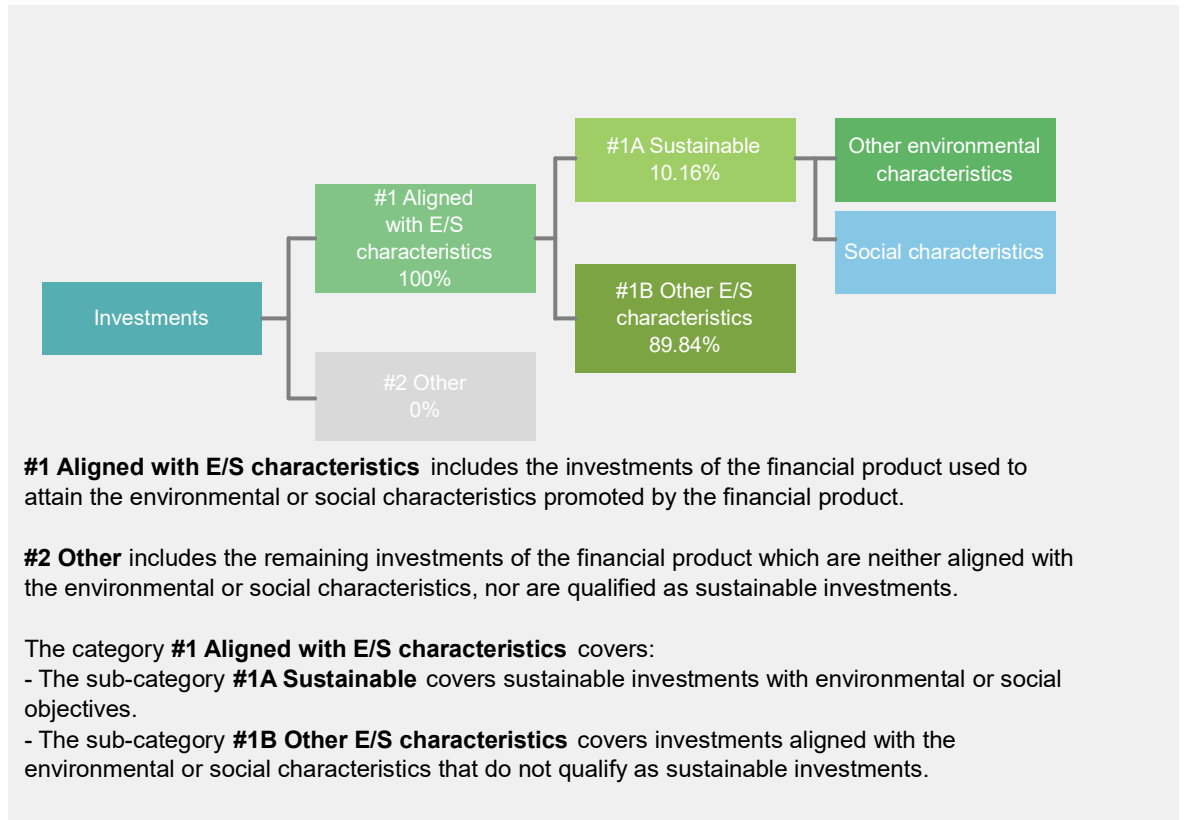 #1A Sustainable
10.16%
Other environmental
characteristics
#1 Aligned
with E/S
characteristics
100%
Social characteristics
Investments
#1B Other E/S
characteristics
89.84%
#2 Other
0%
#1 Aligned with E/S characteristics includes the investments of the financial product used to
attain the environmental or social characteristics promoted by the financial product.
#2 Other includes the remaining investments of the financial product which are neither aligned with
the environmental or social characteristics, nor are qualified as sustainable investments.
The category #1 Aligned with E/S characteristics covers:
- The sub-category #1A Sustainable covers sustainable investments with environmental or social
objectives.
- The sub-category #1B Other E/S characteristics covers investments aligned with the
environmental or social characteristics that do not qualify as sustainable investments.